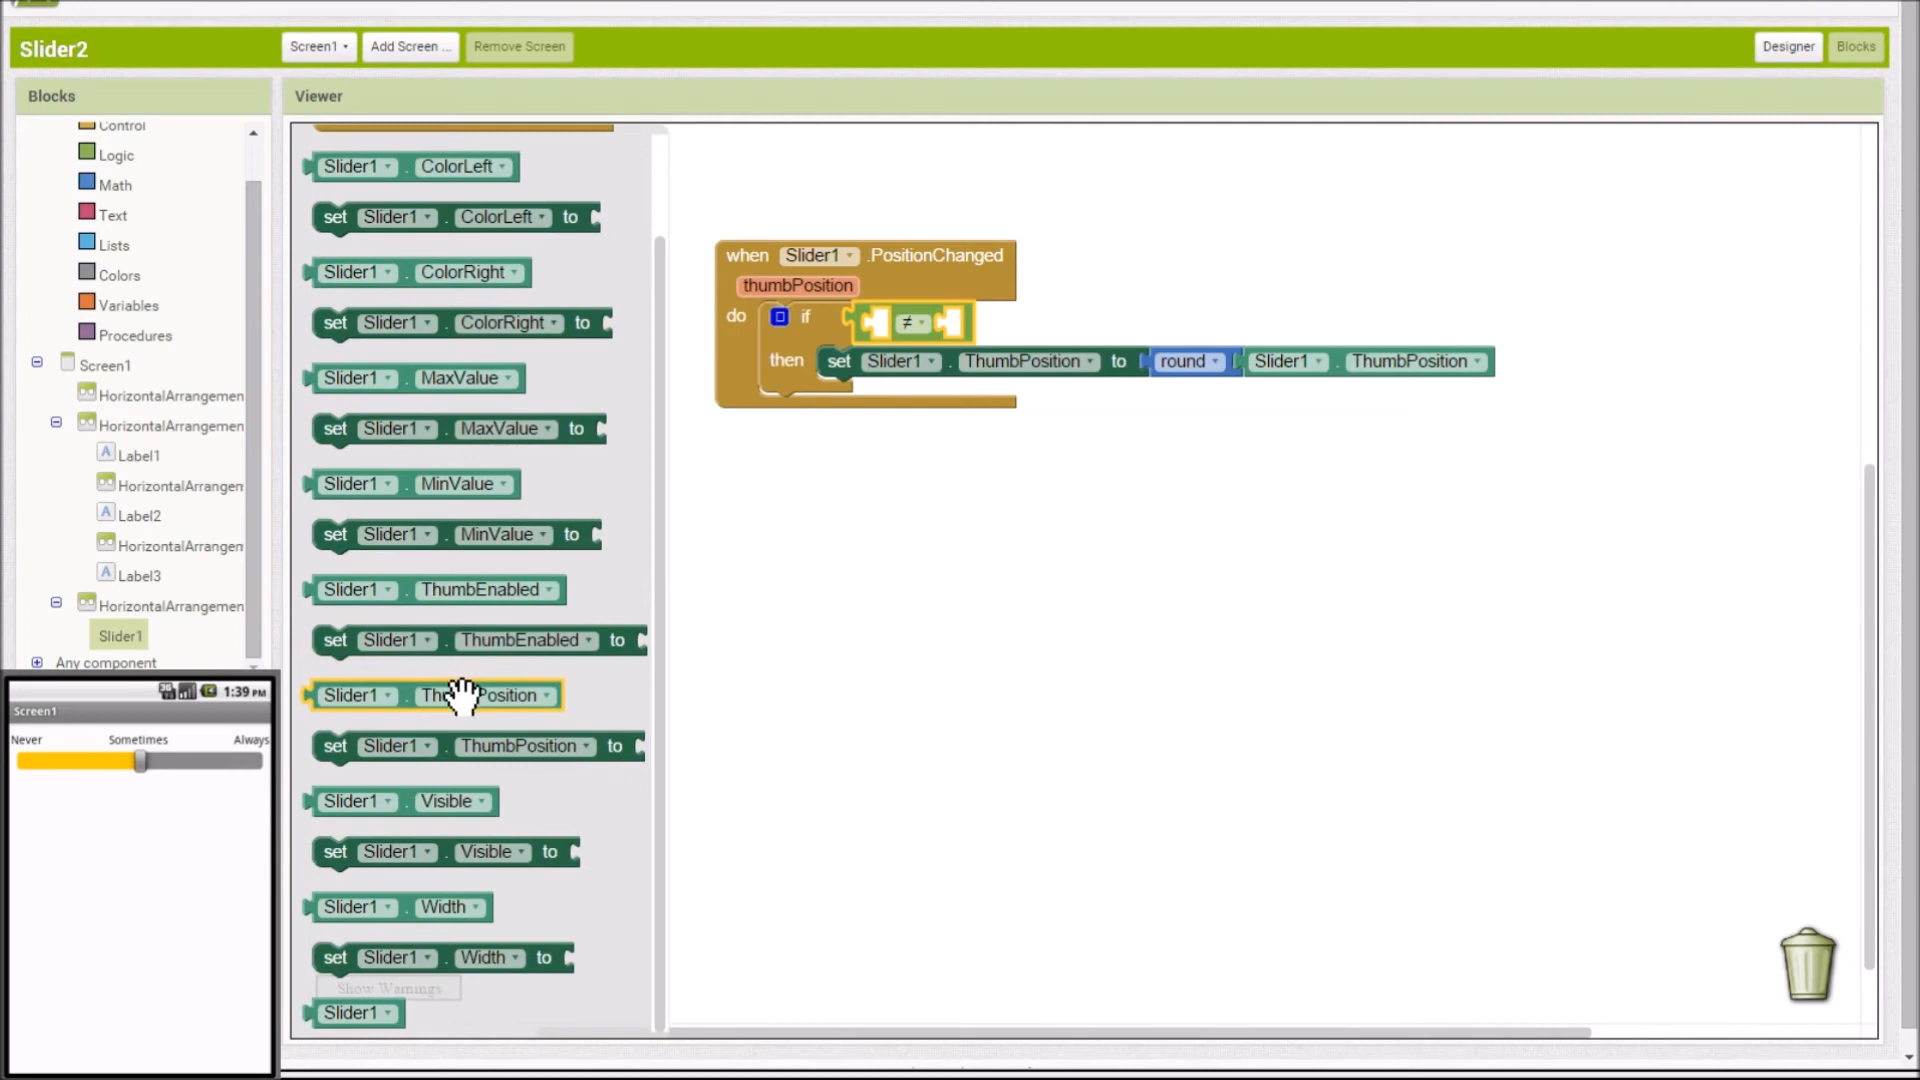 Slider2
Screen1
Add Screen ...
Remove Screen
Designer
Blocks
Blocks
Viewer
Control
Logic
Math
Text
Lists
Colors
Variables
Procedures
Screen1
HorizontalArrangemen
HorizontalArrangemen
Label1
HorizontalArrangen
Label2
HorizontalArrangen
Label3
HorizontalArrangemen
Slider1
Any component
Slider1 . ColorLeft
set Slider1 . ColorLeft to
Slider1 . ColorRight
set Slider1 . ColorRight to
Slider1 . MaxValue
set Slider1 . MaxValue to
Slider1 . MinValue
set Slider1 . MinValue to
Slider1 . ThumbEnabled
set Slider1 . ThumbEnabled to
Slider1 . Th Position
set Slider1 . ThumbPosition to
Slider1 . Visible
set Slider1 . Visible to
Slider1 . Width
set Slider1 . Width to
Show Warnings
Slider1
when Slider1 .PositionChanged
thumbPosition
do if ≠
then set Slider1 . ThumbPosition to round Slider1 . ThumbPosition
3G 1:39 PM
Screen1
Never Sometimes Always